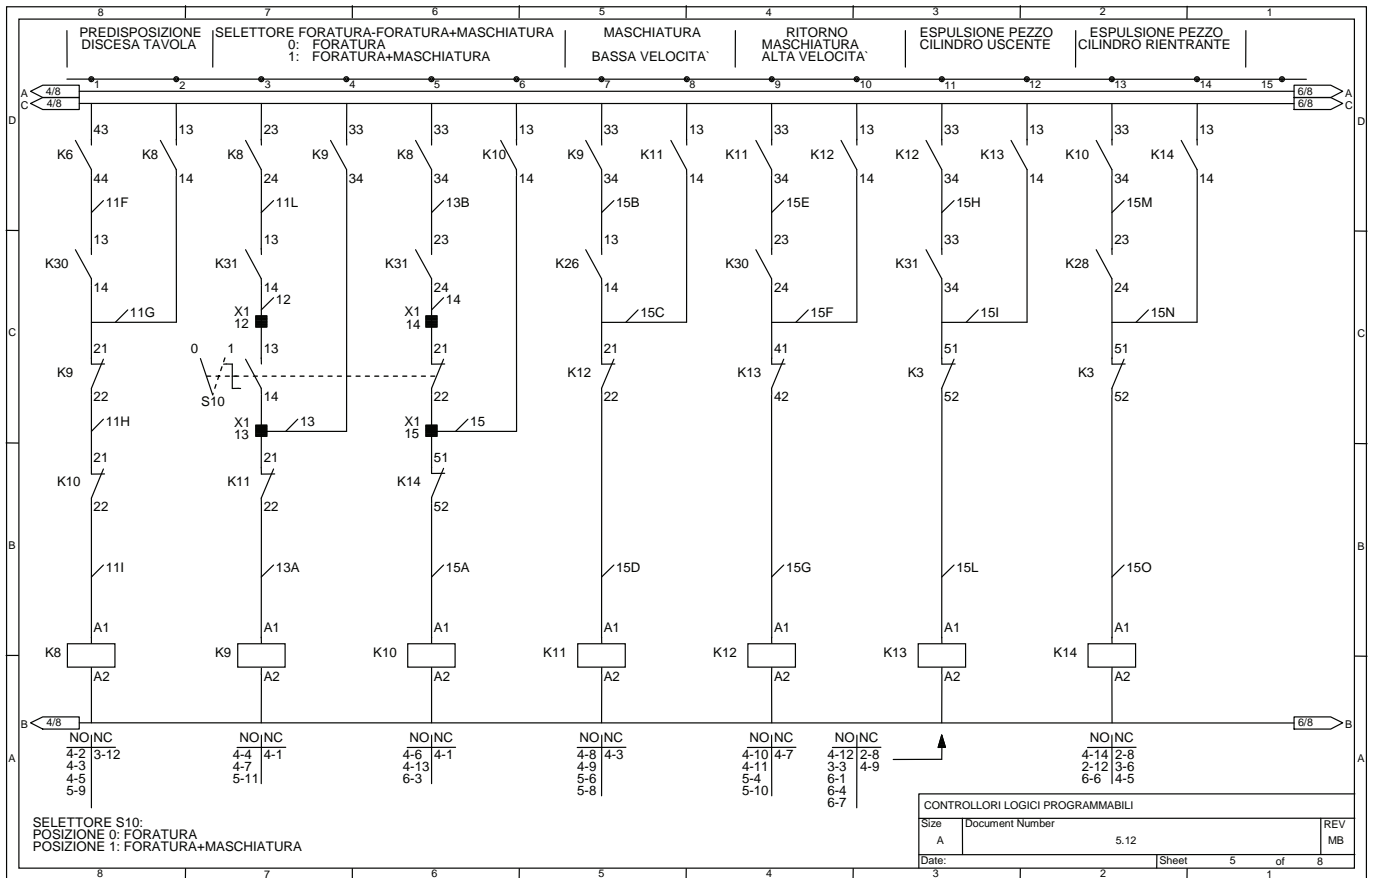 8 7 6 5 4 3 2 1
PREDISPOSIZIONE
DISCESA TAVOLA
SELETTORE FORATURA-FORATURA+MASCHIATURA
0: FORATURA
1: FORATURA+MASCHIATURA
MASCHIATURA
BASSA VELOCITA`
RITORNO
MASCHIATURA
ALTA VELOCITA`
ESPULSIONE PEZZO
CILINDRO USCENTE
ESPULSIONE PEZZO
CILINDRO RIENTRANTE
1 2 3 4 5 6 7 8 9 10 11 12 13 14 15
A 4/8 6/8 A
C 4/8 6/8 C
D D
43 13 23 33 33 13 33 13 33 13 33 13 33 13
K6 K8 K8 K9 K8 K10 K9 K11 K11 K12 K12 K13 K10 K14
44 14 24 34 34 14 34 14 34 14 34 14 34 14
11F 11L 13B 15B 15E 15H 15M
13 13 23 13 23 33 23
K30 K31 K31 K26 K30 K31 K28
14 14 24 14 24 34 24
12 14
11G X1 X1 15C 15F 15I 15N
12 14
C C
21 0 1 13 21 21 41 51 51
K9 K12 K13 K3 K3
22 S10 14 22 22 42 52 52
11H X1 13 X1 15
13 15
21 21 51
K10 K11 K14
22 22 52
B B
11I 13A 15A 15D 15G 15L 15O
A1 A1 A1 A1 A1 A1 A1
K8 K9 K10 K11 K12 K13 K14
A2 A2 A2 A2 A2 A2 A2
B 4/8 6/8 B
NO NC NO NC NO NC NO NC NO NC NO NC NO NC
4-2 3-12 4-4 4-1 4-6 4-1 4-8 4-3 4-10 4-7 4-12 2-8 4-14 2-8
4-3 4-7 4-13 4-9 4-11 3-3 4-9 2-12 3-6
4-5 5-11 6-3 5-6 5-4 6-1 6-6 4-5
5-9 5-8 5-10 6-4
6-7
A A
SELETTORE S10:
POSIZIONE 0: FORATURA
POSIZIONE 1: FORATURA+MASCHIATURA
CONTROLLORI LOGICI PROGRAMMABILI
Size Document Number REV
A 5.12 MB
Date: Sheet 5 of 8
8 7 6 5 4 3 2 1